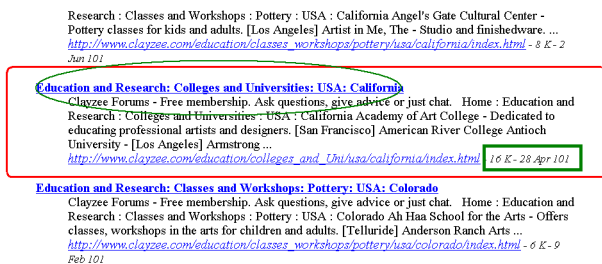 Research : Classes and Workshops : Pottery : USA : California Angel's Gate Cultural Center -
Pottery classes for kids and adults. [Los Angeles] Artist in Me, The - Studio and finishedware. ...
http://www.clayzee.com/education/classes_workshops/pottery/usa/california/index.html - 8 K - 2
Jun 101
Education and Research: Colleges and Universities: USA: California
Clayzee Forums - Free membership. Ask questions, give advice or just chat. Home : Education and
Research : Colleges and Universities : USA : California Academy of Art College - Dedicated to
educating professional artists and designers. [San Francisco] American River College Antioch
University - [Los Angeles] Armstrong ...
http://www.clayzee.com/education/colleges_and_Uni/usa/california/index.html - 16 K - 28 Apr 101
Education and Research: Classes and Workshops: Pottery: USA: Colorado
Clayzee Forums - Free membership. Ask questions, give advice or just chat. Home : Education and
Research : Classes and Workshops : Pottery : USA : Colorado Ah Haa School for the Arts - Offers
classes, workshops in the arts for children and adults. [Telluride] Anderson Ranch Arts ...
http://www.clayzee.com/education/classes_workshops/pottery/usa/colorado/index.html - 6 K - 9
Feb 101